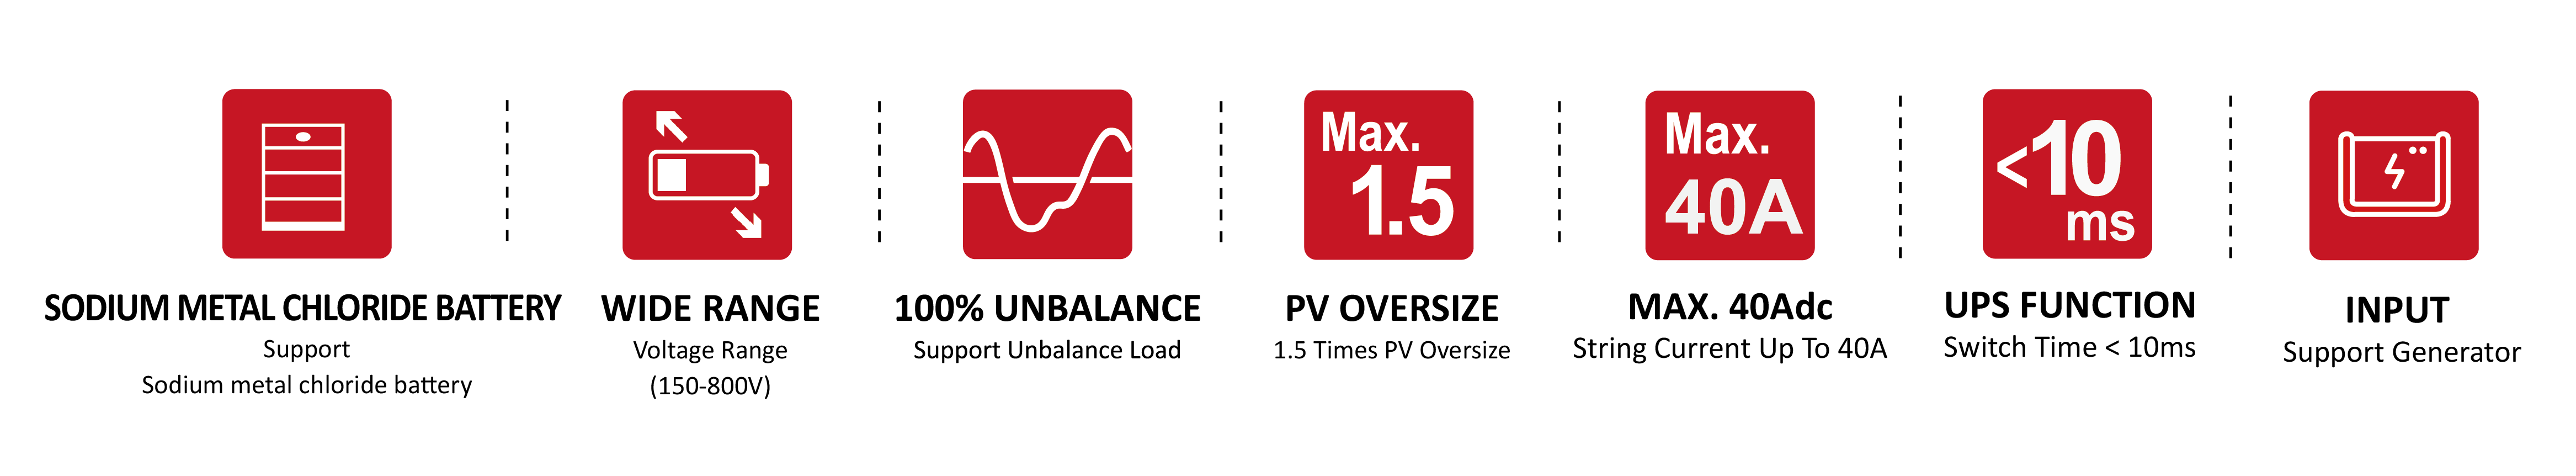 Max.
1.5
Max.
40A
<10
ms
SODIUM METAL CHLORIDE BATTERY
Support
Sodium metal chloride battery
WIDE RANGE
Voltage Range
(150-800V)
100% UNBALANCE
Support Unbalance Load
PV OVERSIZE
1.5 Times PV Oversize
MAX. 40Adc
String Current Up To 40A
UPS FUNCTION
Switch Time < 10ms
INPUT
Support Generator